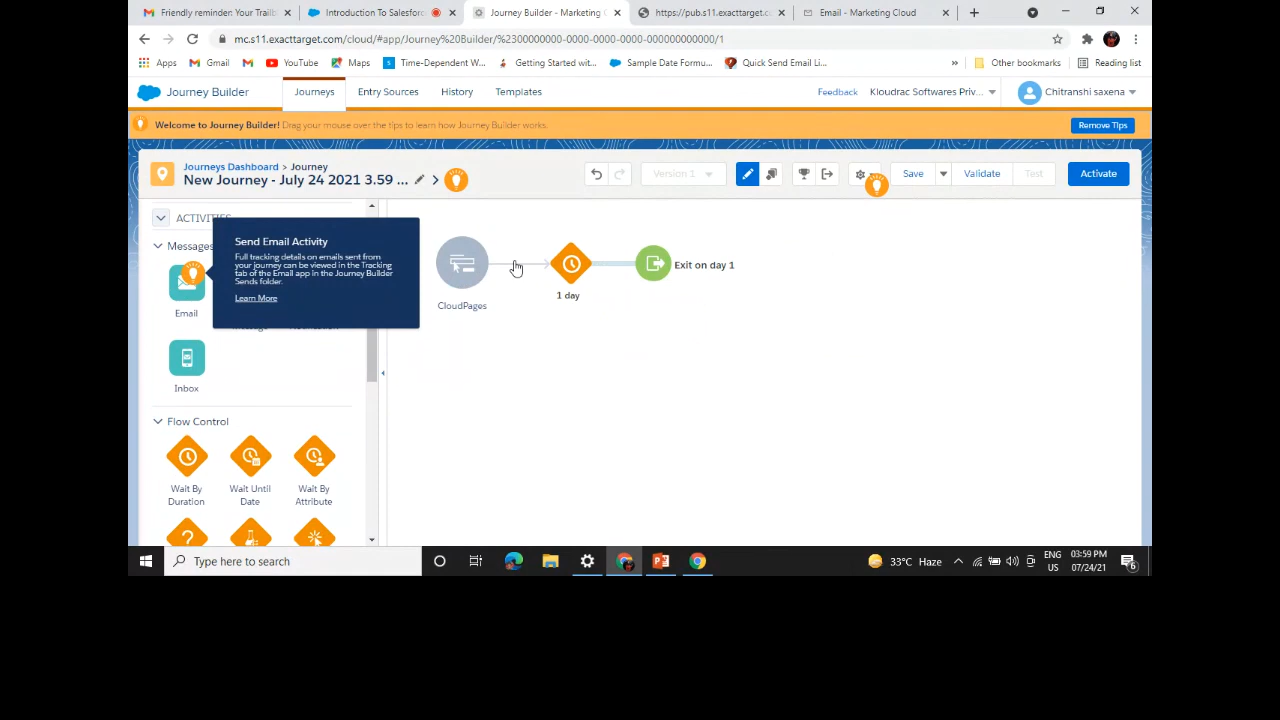 Friendly reminder: Your Trailb
Introduction To Salesforc
Journey Builder - Marketing C
https://pub.s11.exacttarget.c
Email - Marketing Cloud
mc.s11.exacttarget.com/cloud/#app/Journey%20Builder/%2300000000-0000-0000-0000-000000000000/1
Apps
Gmail
YouTube
Maps
Time-Dependent W...
Getting Started wit...
Sample Date Formu...
Quick Send Email Li...
»
Other bookmarks
Reading list
Journey Builder
Journeys
Entry Sources
History
Templates
Feedback
Kloudrac Softwares Priv...
Chitranshi saxena
Welcome to Journey Builder! Drag your mouse over the tips to learn how Journey Builder works.
Remove Tips
Journeys Dashboard > Journey
New Journey - July 24 2021 3.59 ...
Version 1
Save
Validate
Test
Activate
ACTIVITIES
Messages
Send Email Activity
Full tracking details on emails sent from
your journey can be viewed in the Tracking
tab of the Email app in the Journey Builder
Sends folder.
Learn More
Email
Inbox
CloudPages
1 day
Exit on day 1
Flow Control
Wait By
Duration
Wait Until
Date
Wait By
Attribute
Type here to search
33°C Haze
ENG
US
03:59 PM
07/24/21
6